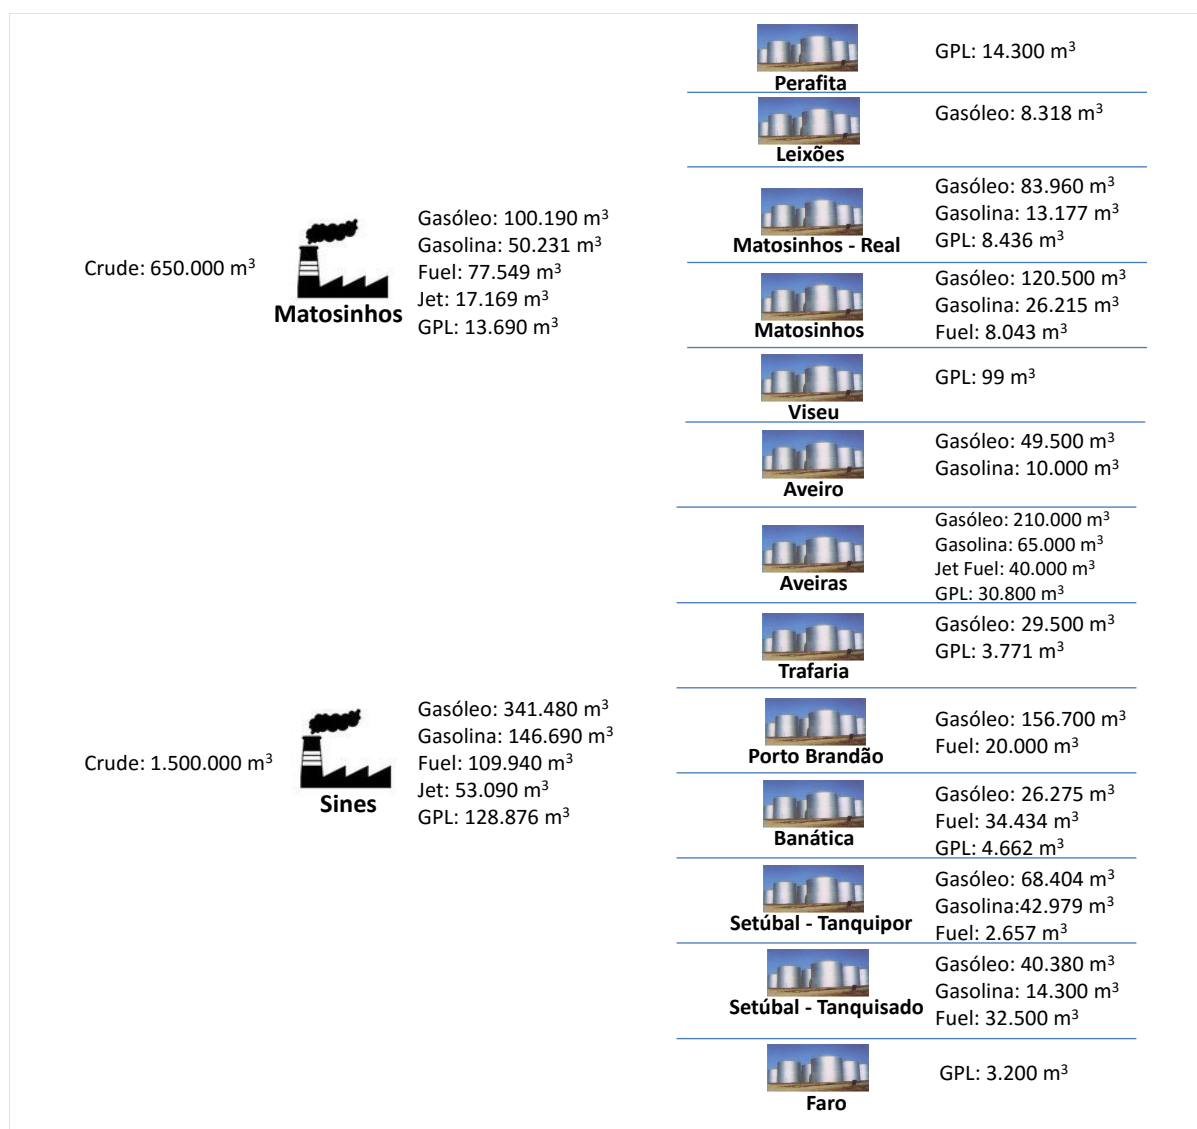 Crude: 650.000 m³
Matosinhos
Gasóleo: 100.190 m³
Gasolina: 50.231 m³
Fuel: 77.549 m³
Jet: 17.169 m³
GPL: 13.690 m³
Crude: 1.500.000 m³
Sines
Gasóleo: 341.480 m³
Gasolina: 146.690 m³
Fuel: 109.940 m³
Jet: 53.090 m³
GPL: 128.876 m³
Perafita
GPL: 14.300 m³
Leixões
Gasóleo: 8.318 m³
Matosinhos - Real
Gasóleo: 83.960 m³
Gasolina: 13.177 m³
GPL: 8.436 m³
Matosinhos
Gasóleo: 120.500 m³
Gasolina: 26.215 m³
Fuel: 8.043 m³
Viseu
GPL: 99 m³
Aveiro
Gasóleo: 49.500 m³
Gasolina: 10.000 m³
Aveiras
Gasóleo: 210.000 m³
Gasolina: 65.000 m³
Jet Fuel: 40.000 m³
GPL: 30.800 m³
Trafaria
Gasóleo: 29.500 m³
GPL: 3.771 m³
Porto Brandão
Gasóleo: 156.700 m³
Fuel: 20.000 m³
Banática
Gasóleo: 26.275 m³
Fuel: 34.434 m³
GPL: 4.662 m³
Setúbal - Tanquipor
Gasóleo: 68.404 m³
Gasolina:42.979 m³
Fuel: 2.657 m³
Setúbal - Tanquisado
Gasóleo: 40.380 m³
Gasolina: 14.300 m³
Fuel: 32.500 m³
Faro
GPL: 3.200 m³